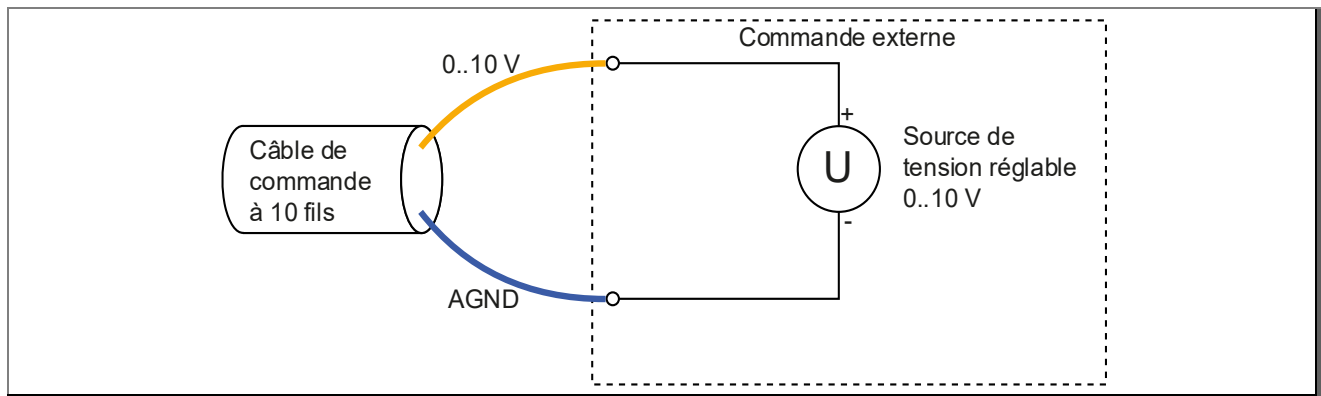 Commande externe
0..10 V
+
Câble de
commande
à 10 fils
U
Source de
tension réglable
0..10 V
-
AGND